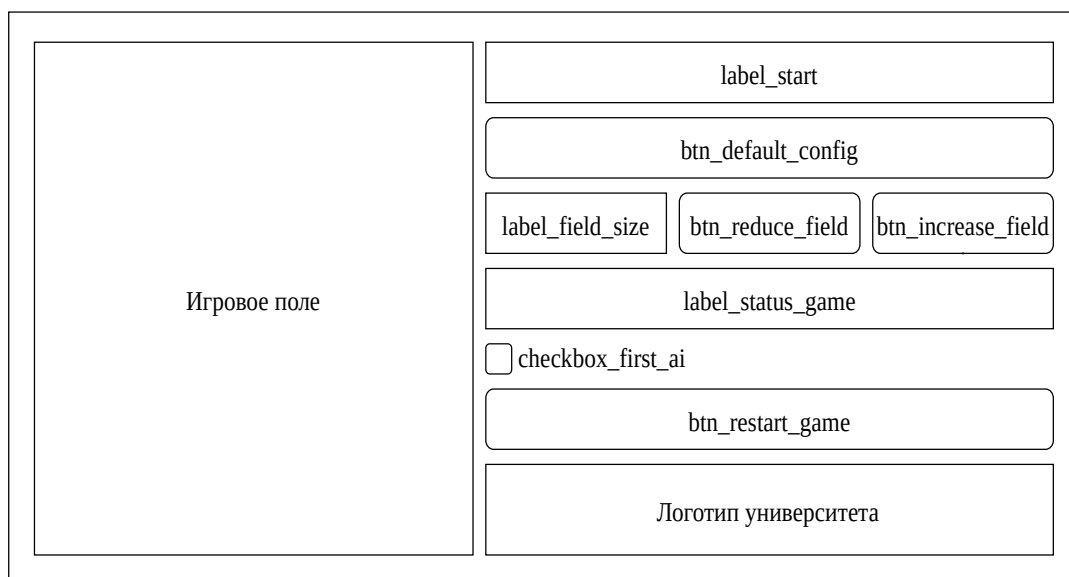 Игровое поле
label_start
btn_default_config
label_field_size
btn_reduce_field
btn_increase_field
label_status_game
checkbox_first_ai
btn_restart_game
Логотип университета